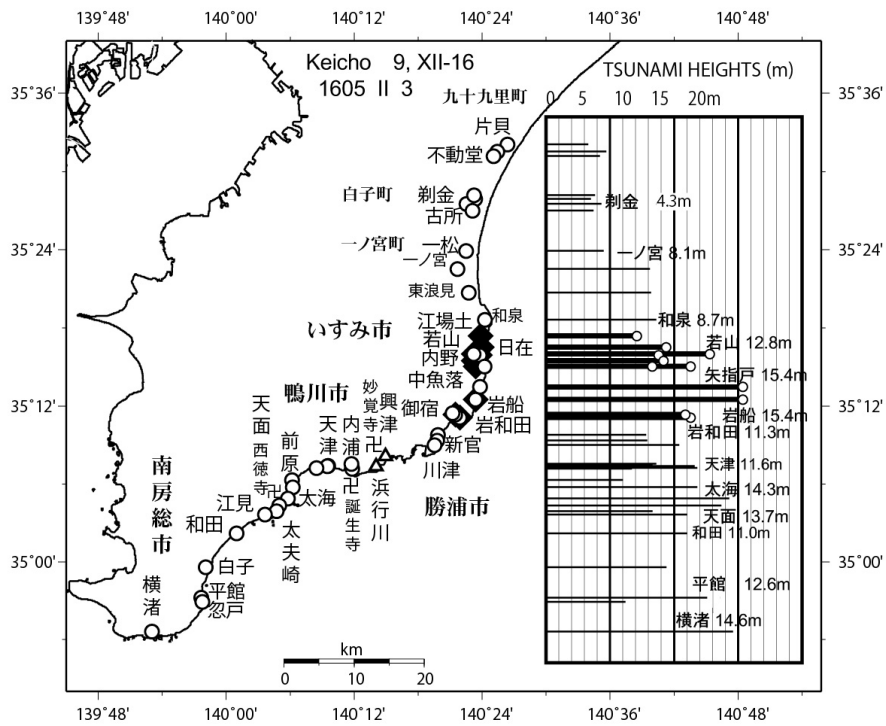 139°48' 140°00' 140°12' 140°24' 140°36' 140°48'
Keicho 9, XII-16
1605 II 3
TSUNAMI HEIGHTS (m)
0 5 10 15 20m
35°36'
35°24'
35°12'
35°00'
35°36'
35°24'
35°12'
35°00'
九十九里町
片貝
不動堂
白子町
剃金
古所
一ノ宮町
一松
一ノ宮
東浪見
和泉
江場土
いすみ市
若山
日在
内野
中魚落
鴨川市
妙覚寺
興津
卍
御宿
岩船
岩和田
新官
川津
勝浦市
天面
西徳寺
卍
前原
天津
内浦
卍
誕生寺
浜行川
南房総市
江見
太海
太夫崎
和田
白子
横渚
平館
忽戸
剃金 4.3m
一ノ宮 8.1m
和泉 8.7m
若山 12.8m
矢指戸 15.4m
岩船 15.4m
岩和田 11.3m
天津 11.6m
太海 14.3m
天面 13.7m
和田 11.0m
平館 12.6m
横渚 14.6m
km
0 10 20
139°48' 140°00' 140°12' 140°24' 140°36' 140°48'